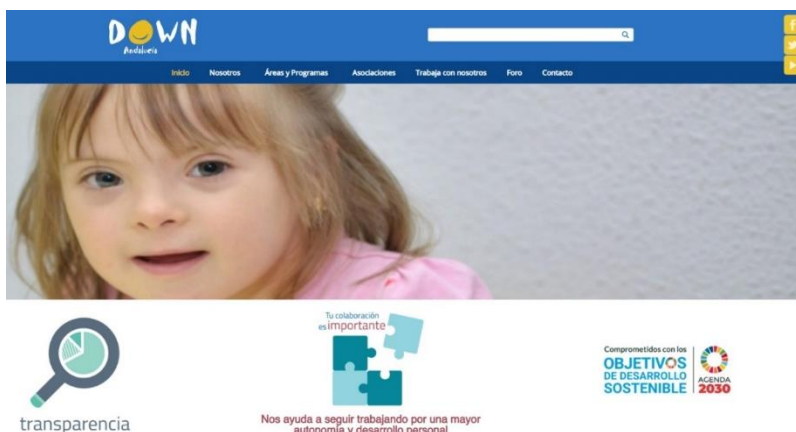 DOWN
Andalucía
Inicio Nosotros Áreas y Programas Asociaciones Trabaja con nosotros Foro Contacto
transparencia
Tu colaboración
es importante
Nos ayuda a seguir trabajando por una mayor
autonomía y desarrollo personal
Comprometidos con los
OBJETIVOS
DE DESARROLLO
SOSTENIBLE
AGENDA
2030